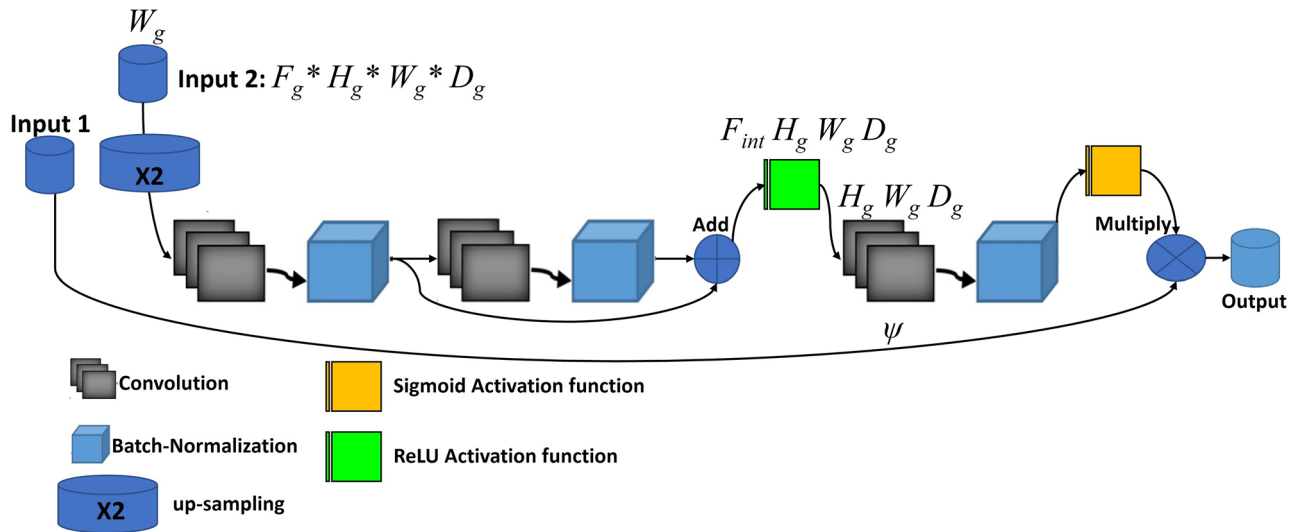 W_g
Input 2: F_g* H_g* W_g* D_g
Input 1
X2
F_int H_g W_g D_g
H_g W_g D_g
Add
Multiply
Output
ψ
Convolution
Sigmoid Activation function
Batch-Normalization
ReLU Activation function
X2
up-sampling